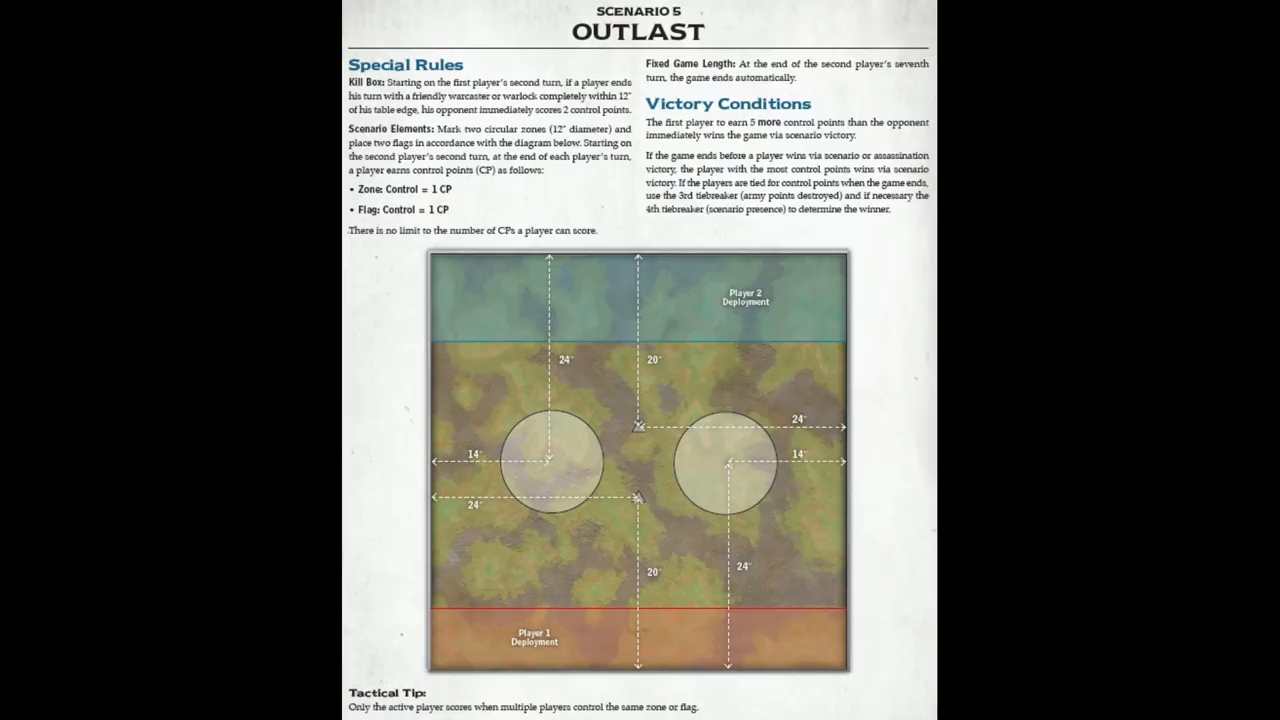 SCENARIO 5
OUTLAST
Special Rules
Kill Box: Starting on the first player's second turn, if a player ends
his turn with a friendly warcaster or warlock completely within 12"
of his table edge, his opponent immediately scores 2 control points.
Scenario Elements: Mark two circular zones (12" diameter) and
place two flags in accordance with the diagram below. Starting on
the second player's second turn, at the end of each player's turn,
a player earns control points (CP) as follows:
• Zone: Control = 1 CP
• Flag: Control = 1 CP
There is no limit to the number of CPs a player can score.
Fixed Game Length: At the end of the second player's seventh
turn, the game ends automatically.
Victory Conditions
The first player to earn 5 more control points than the opponent
immediately wins the game via scenario victory.
If the game ends before a player wins via scenario or assassination
victory, the player with the most control points wins via scenario
victory. If the players are tied for control points when the game ends,
use the 3rd tiebreaker (army points destroyed) and if necessary the
4th tiebreaker (scenario presence) to determine the winner.
Player 2
Deployment
24"
20"
24"
14"
14"
24"
20"
24"
Player 1
Deployment
Tactical Tip:
Only the active player scores when multiple players control the same zone or flag.